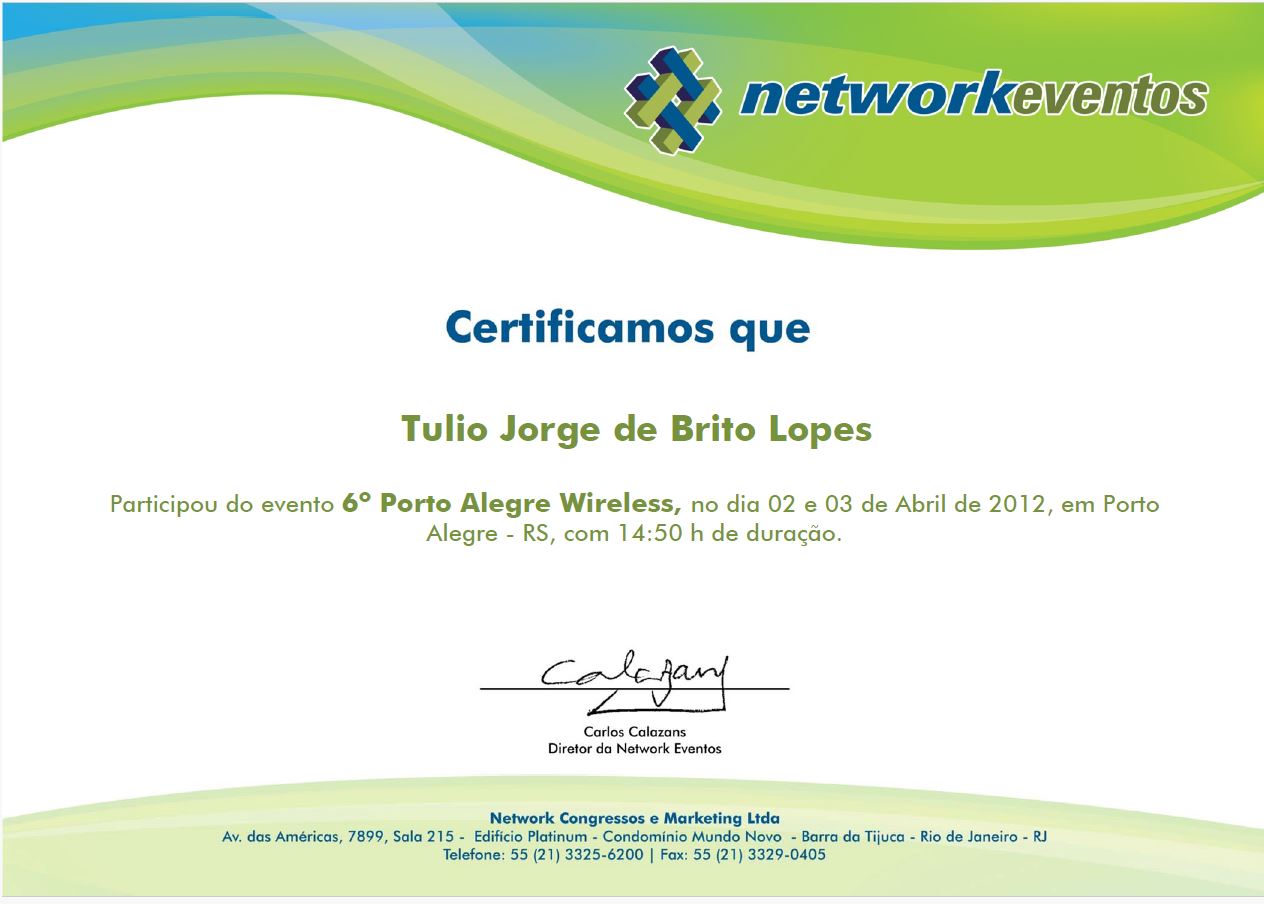 networkeventos
Certificamos que
Tulio Jorge de Brito Lopes
Participou do evento 6º Porto Alegre Wireless, no dia 02 e 03 de Abril de 2012, em Porto
Alegre - RS, com 14:50 h de duração.
Calazans
Carlos Calazans
Diretor da Network Eventos
Network Congressos e Marketing Ltda
Av. das Américas, 7899, Sala 215 - Edifício Platinum - Condomínio Mundo Novo - Barra da Tijuca - Rio de Janeiro - RJ
Telefone: 55 (21) 3325-6200 | Fax: 55 (21) 3329-0405